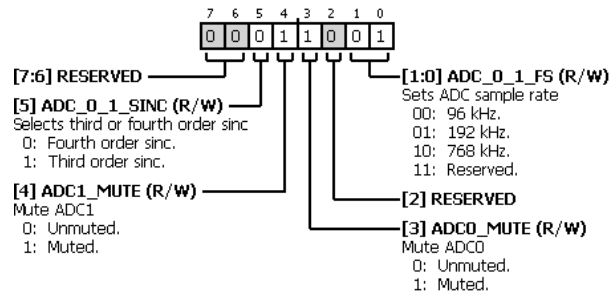 7 6 5 4 3 2 1 0
0 0 0 1 1 0 0 1
[7:6] RESERVED
[5] ADC_0_1_SINC (R/W)
Selects third or fourth order sinc
0: Fourth order sinc.
1: Third order sinc.
[4] ADC1_MUTE (R/W)
Mute ADC1
0: Unmuted.
1: Muted.
[1:0] ADC_0_1_FS (R/W)
Sets ADC sample rate
00: 96 kHz.
01: 192 kHz.
10: 768 kHz.
11: Reserved.
[2] RESERVED
[3] ADC0_MUTE (R/W)
Mute ADC0
0: Unmuted.
1: Muted.